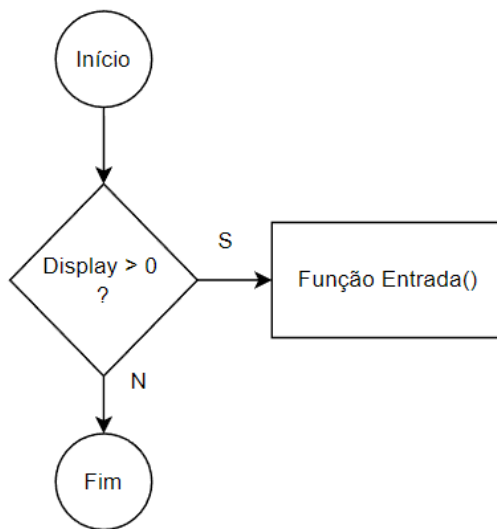 Início
Display > 0
?
S
Função Entrada()
N
Fim